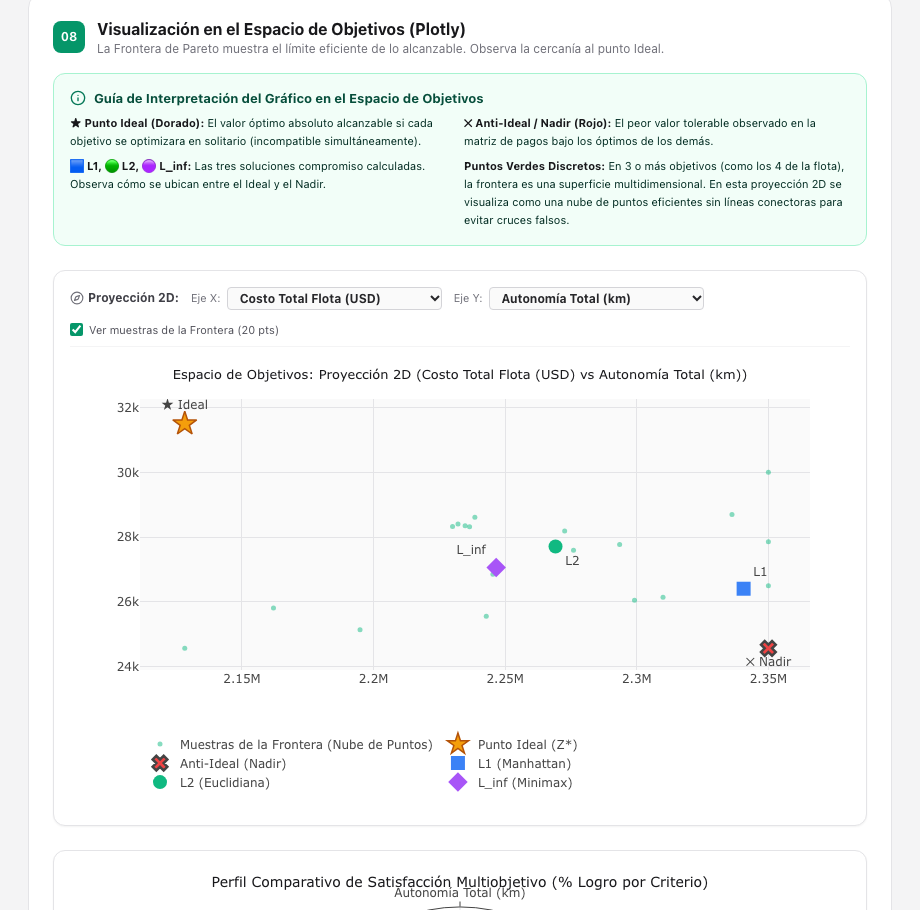 08
Visualización en el Espacio de Objetivos (Plotly)
La Frontera de Pareto muestra el límite eficiente de lo alcanzable. Observa la cercanía al punto Ideal.
Guía de Interpretación del Gráfico en el Espacio de Objetivos
★ Punto Ideal (Dorado): El valor óptimo absoluto alcanzable si cada
objetivo se optimizara en solitario (incompatible simultáneamente).
L1, L2, L_inf: Las tres soluciones compromiso calculadas.
Observa cómo se ubican entre el Ideal y el Nadir.
✕ Anti-Ideal / Nadir (Rojo): El peor valor tolerable observado en la
matriz de pagos bajo los óptimos de los demás.
Puntos Verdes Discretos: En 3 o más objetivos (como los 4 de la flota),
la frontera es una superficie multidimensional. En esta proyección 2D se
visualiza como una nube de puntos eficientes sin líneas conectoras para
evitar cruces falsos.
Proyección 2D: Eje X: Costo Total Flota (USD) Eje Y: Autonomía Total (km)
Ver muestras de la Frontera (20 pts)
Espacio de Objetivos: Proyección 2D (Costo Total Flota (USD) vs Autonomía Total (km))
★ Ideal
32k
30k
28k
L_inf
L2
L1
26k
24k
✕ Nadir
2.15M 2.2M 2.25M 2.3M 2.35M
Muestras de la Frontera (Nube de Puntos) Punto Ideal (Z*)
Anti-Ideal (Nadir) L1 (Manhattan)
L2 (Euclidiana) L_inf (Minimax)
Perfil Comparativo de Satisfacción Multiobjetivo (% Logro por Criterio)
Autonomía Total (km)